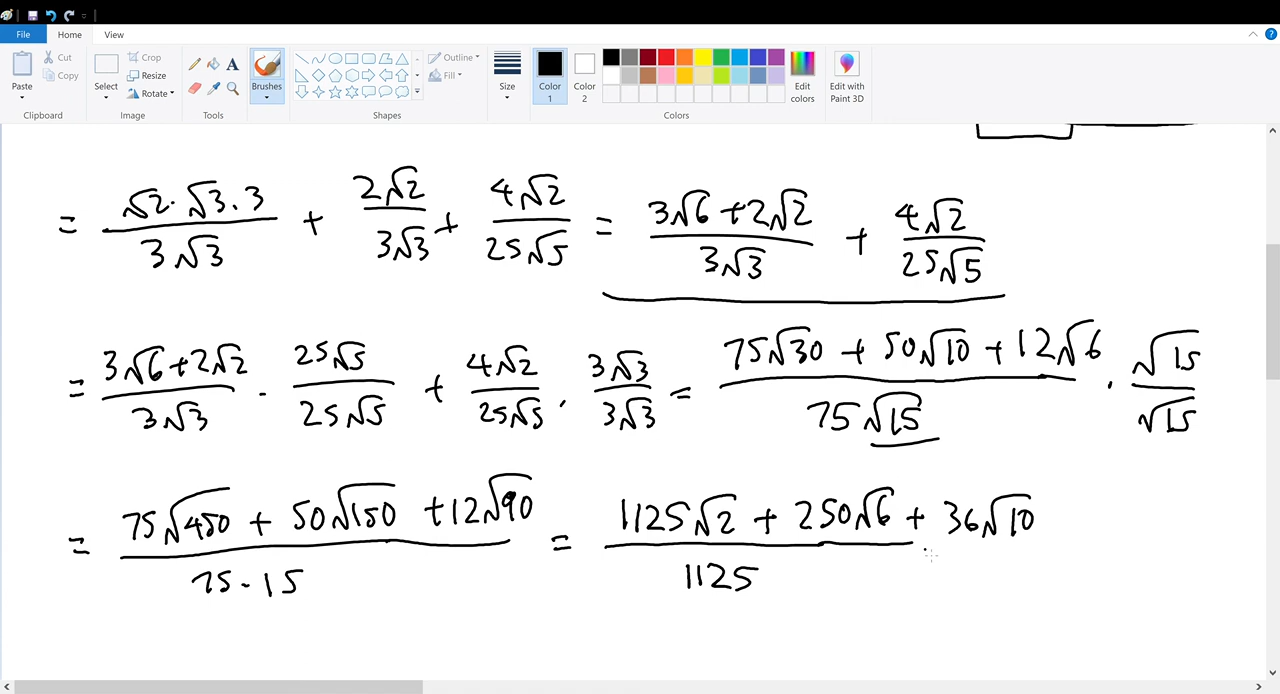 File Home View
Paste Cut Copy Clipboard
Select Crop Resize Rotate Image
A Tools
Brushes
Outline Fill Shapes
Size
Color 1 Color 2 Edit colors Colors
Edit with Paint 3D
= (√2·√3·3)/(3√3) + (2√2)/(3√3) + (4√2)/(25√5) = (3√6+2√2)/(3√3) + (4√2)/(25√5)
= (3√6+2√2)/(3√3) · (25√5)/(25√5) + (4√2)/(25√5) · (3√3)/(3√3) = (75√30 + 50√10 + 12√6)/(75√15) · √15/√15
= (75√450 + 50√150 + 12√90)/(75·15) = (1125√2 + 250√6 + 36√10)/1125